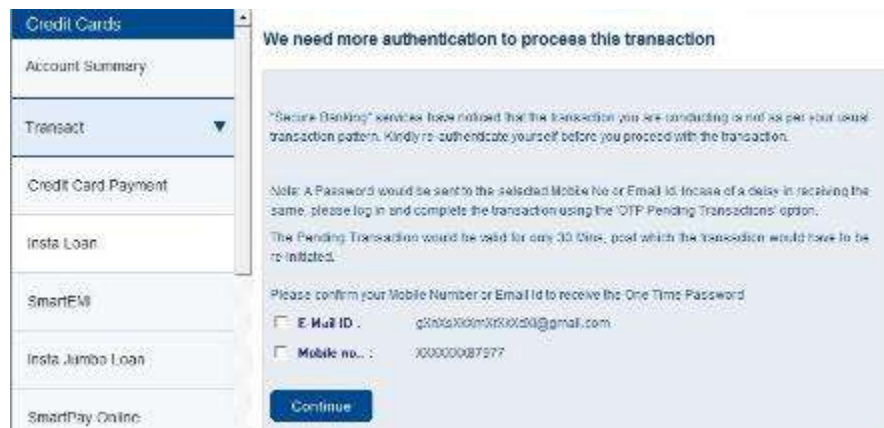 Credit Cards
Account Summary
Transact
Credit Card Payment
Insta Loan
SmartEMI
Insta Jumbo Loan
SmartPay Online
We need more authentication to process this transaction
"Secure Banking" services have noticed that the transaction you are conducting is not as per your usual
transaction pattern. Kindly re-authenticate yourself before you proceed with the transaction.
Note: A Password would be sent to the selected Mobile No or Email Id. Incase of a delay in receiving the
same, please log in and complete the transaction using the 'OTP Pending Transactions' option.
The Pending Transaction would be valid for only 30 Mins, post which the transaction would have to be
re-initiated.
Please confirm your Mobile Number or Email Id to receive the One Time Password
E-Mail ID :
Mobile no.. :
Continue